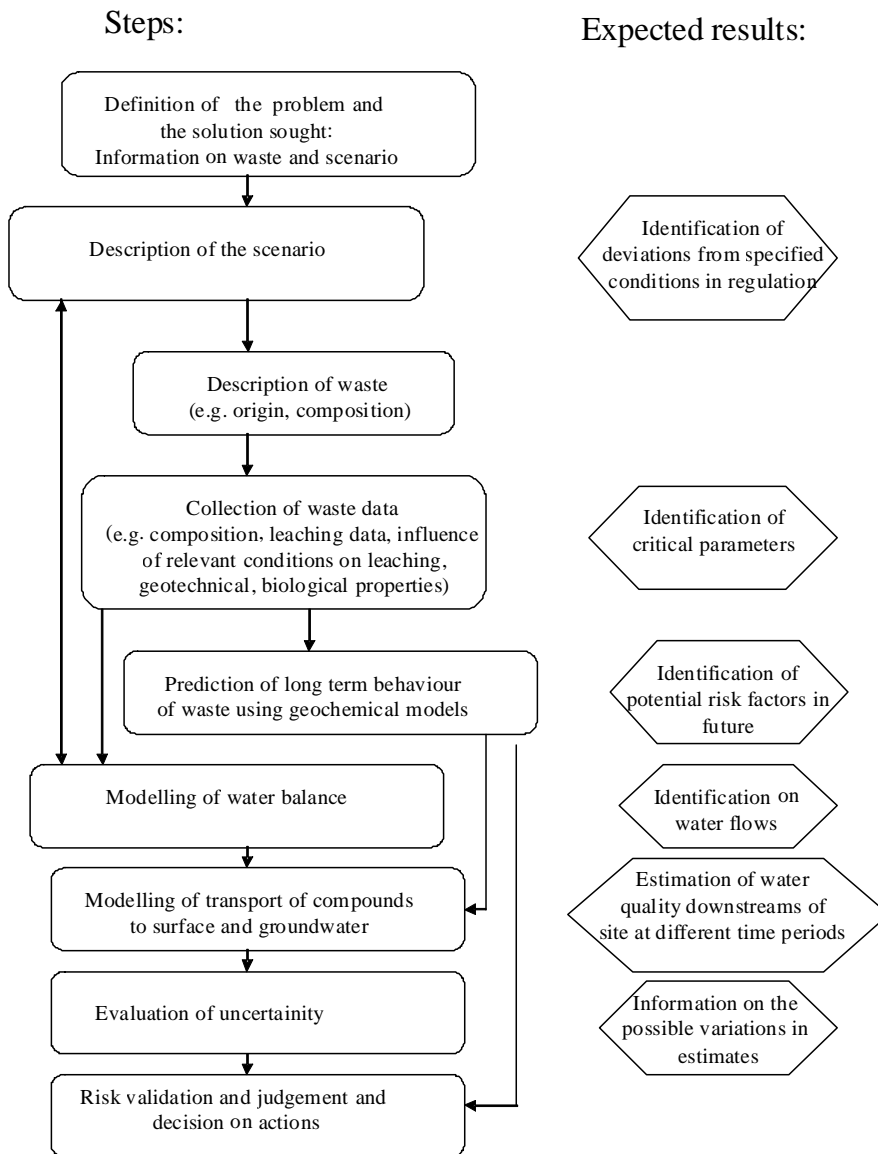 Steps:
Expected results:
Definition of the problem and
the solution sought:
Information on waste and scenario
Description of the scenario
Identification of
deviations from specified
conditions in regulation
Description of waste
(e.g. origin, composition)
Collection of waste data
(e.g. composition, leaching data, influence
of relevant conditions on leaching,
geotechnical, biological properties)
Identification of
critical parameters
Prediction of long term behaviour
of waste using geochemical models
Identification of
potential risk factors in
future
Modelling of water balance
Identification on
water flows
Modelling of transport of compounds
to surface and groundwater
Estimation of water
quality downstreams of
site at different time periods
Evaluation of uncertainity
Information on the
possible variations in
estimates
Risk validation and judgement and
decision on actions